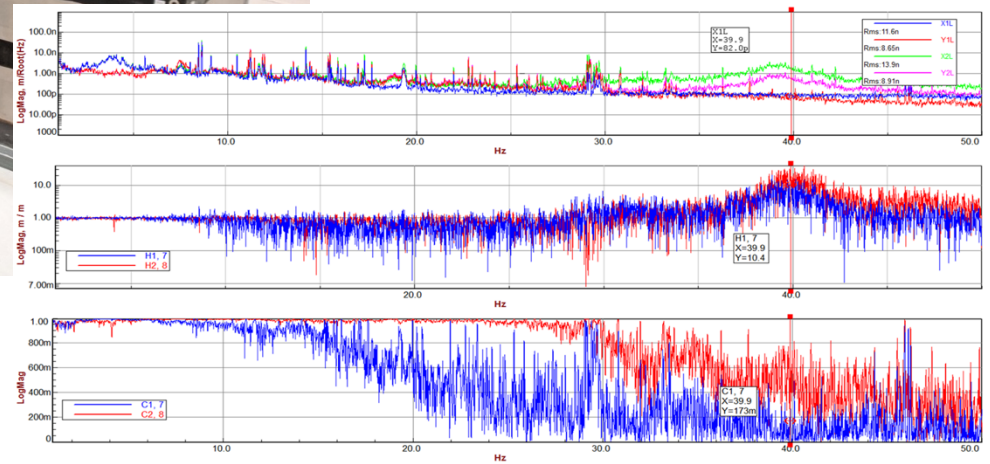 LogMag, m/Root(Hz)
100.0n
10.0n
1.00n
100p
10.00p
1000
X1L
X=39.9
Y=82.0p
X1L
Rms:11.6n
Y1L
Rms:8.65n
X2L
Rms:13.9n
Y2L
Rms:8.91n
10.0 20.0 30.0 40.0 50.0
Hz
LogMag, m / m
10.0
1.00
100m
7.00m
H1, 7
H2, 8
H1, 7
X=39.9
Y=10.4
20.0 40.0
Hz
LogMag
1.00
800m
600m
400m
200m
0
C1, 7
C2, 8
C1, 7
X=39.9
Y=173m
10.0 20.0 30.0 40.0 50.0
Hz